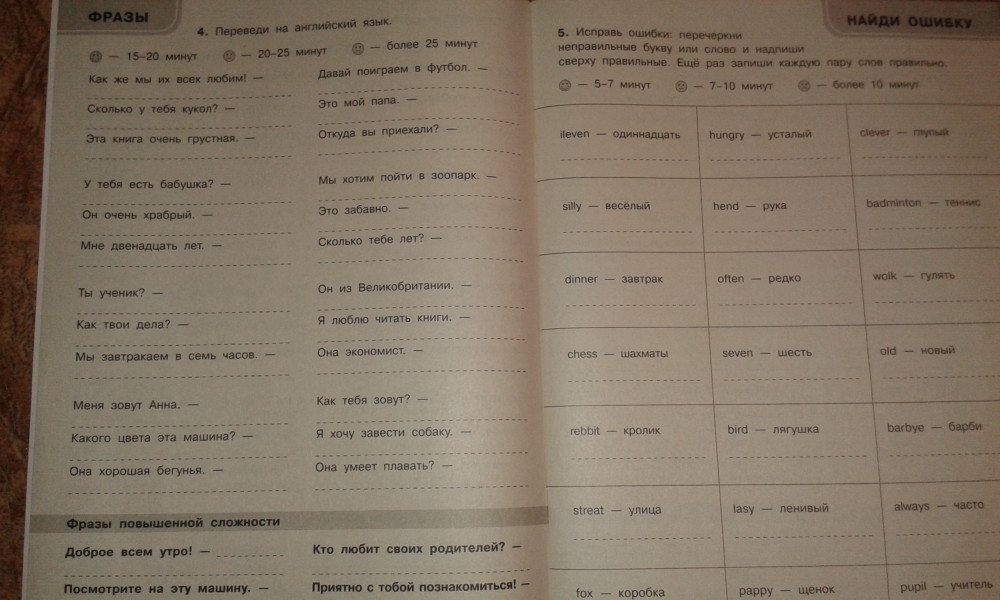 ФРАЗЫ
4. Переведи на английский язык.
— 15–20 минут — 20–25 минут — более 25 минут
Как же мы их всех любим! —
Сколько у тебя кукол? —
Эта книга очень грустная. —
У тебя есть бабушка? —
Он очень храбрый. —
Мне двенадцать лет. —
Ты ученик? —
Как твои дела? —
Мы завтракаем в семь часов. —
Меня зовут Анна. —
Какого цвета эта машина? —
Она хорошая бегунья. —
Давай поиграем в футбол. —
Это мой папа. —
Откуда вы приехали? —
Мы хотим пойти в зоопарк. —
Это забавно. —
Сколько тебе лет? —
Он из Великобритании. —
Я люблю читать книги. —
Она экономист. —
Как тебя зовут? —
Я хочу завести собаку. —
Она умеет плавать? —
Фразы повышенной сложности
Доброе всем утро! —
Посмотрите на эту машину. —
Кто любит своих родителей? —
Приятно с тобой познакомиться! —
НАЙДИ ОШИБКУ
5. Исправь ошибки: перечеркни
неправильные букву или слово и надпиши
сверху правильные. Ещё раз запиши каждую пару слов правильно.
— 5–7 минут — 7–10 минут — более 10 минут
ileven — одиннадцать hungry — усталый clever — глупый
silly — весёлый hend — рука badminton — теннис
dinner — завтрак often — редко wolk — гулять
chess — шахматы seven — шесть old — новый
rebbit — кролик bird — лягушка barbye — барби
streat — улица lasy — ленивый always — часто
fox — коробка pappy — щенок pupil — учитель